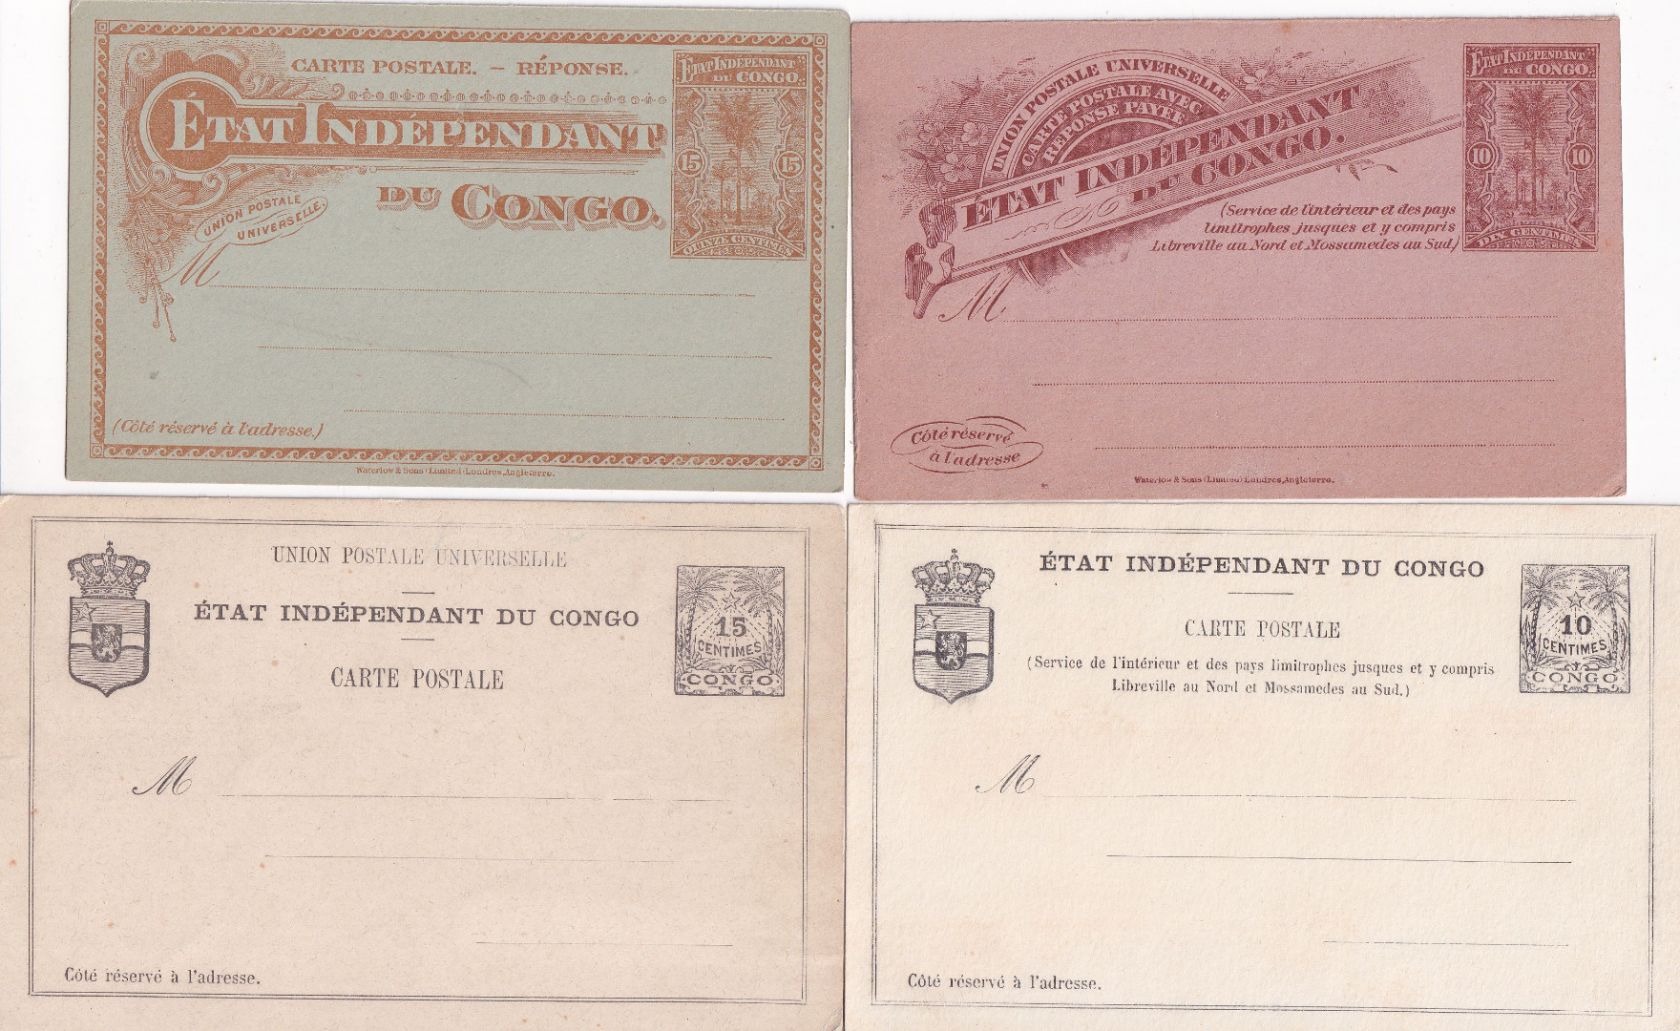 CARTE POSTALE. — RÉPONSE.
ÉTAT INDÉPENDANT
DU CONGO.
UNION POSTALE
UNIVERSELLE.
ÉTAT INDÉPENDANT
DU CONGO.
15 15
QUINZE CENTIMES
M
(Côté réservé à l'adresse.)
Waterlow & Sons Limited Londres, Angleterre.
UNION POSTALE UNIVERSELLE
CARTE POSTALE AVEC
RÉPONSE PAYÉE
ÉTAT INDÉPENDANT
DU CONGO.
(Service de l'intérieur et des pays
limitrophes jusques et y compris
Libreville au Nord et Mossamedes au Sud.)
ÉTAT INDÉPENDANT
DU CONGO.
10 10
DIX CENTIMES
M
Côté réservé
à l'adresse
Waterlow & Sons (Limited) Londres, Angleterre.
UNION POSTALE UNIVERSELLE
ÉTAT INDÉPENDANT DU CONGO
CARTE POSTALE
15
CENTIMES
CONGO
M
Côté réservé à l'adresse.
ÉTAT INDÉPENDANT DU CONGO
CARTE POSTALE
(Service de l'intérieur et des pays limitrophes jusques et y compris
Libreville au Nord et Mossamedes au Sud.)
10
CENTIMES
CONGO
M
Côté réservé à l'adresse.